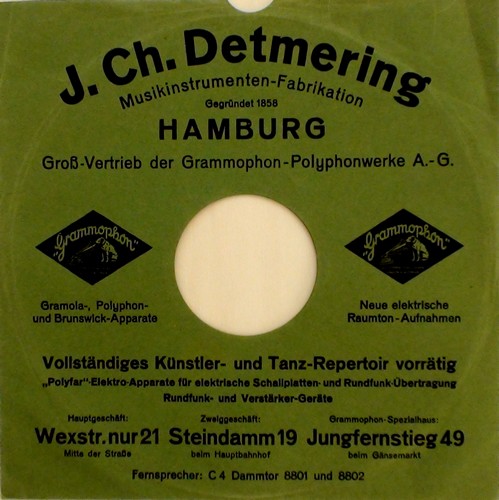 J. Ch. Detmering
Musikinstrumenten-Fabrikation
Gegründet 1858
HAMBURG
Groß-Vertrieb der Grammophon-Polyphonwerke A.-G.
„Grammophon“
„Grammophon“
Gramola-, Polyphon-
und Brunswick-Apparate
Neue elektrische
Raumton-Aufnahmen
Vollständiges Künstler- und Tanz-Repertoir vorrätig
„Polyfar“-Elektro-Apparate für elektrische Schallplatten- und Rundfunk-Übertragung
Rundfunk- und Verstärker-Geräte
Hauptgeschäft:
Wexstr. nur 21
Mitte der Straße
Zweiggeschäft:
Steindamm 19
beim Hauptbahnhof
Grammophon-Spezialhaus:
Jungfernstieg 49
beim Gänsemarkt
Fernsprecher: C 4 Dammtor 8801 und 8802